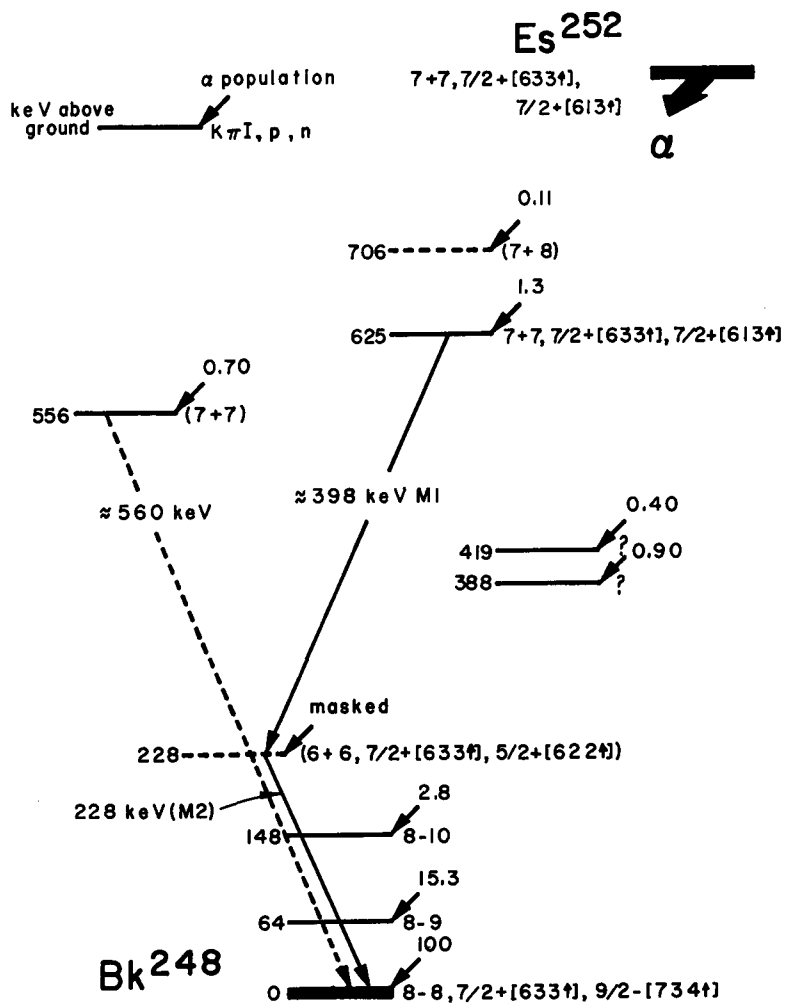 Es252
7+7, 7/2+[633↑],
7/2+[613↑]
α
α population
keV above
ground
KπI, p, n
0.11
706
(7+8)
1.3
625
7+7, 7/2+[633↑], 7/2+[613↑]
0.70
556
(7+7)
≈560 keV
≈398 keV M1
0.40
419
?
0.90
388
?
masked
228
(6+6, 7/2+[633↑], 5/2+[622↑])
228 keV(M2)
2.8
148
8-10
15.3
64
8-9
100
Bk248
0
8-8, 7/2+[633↑], 9/2-[734↑]